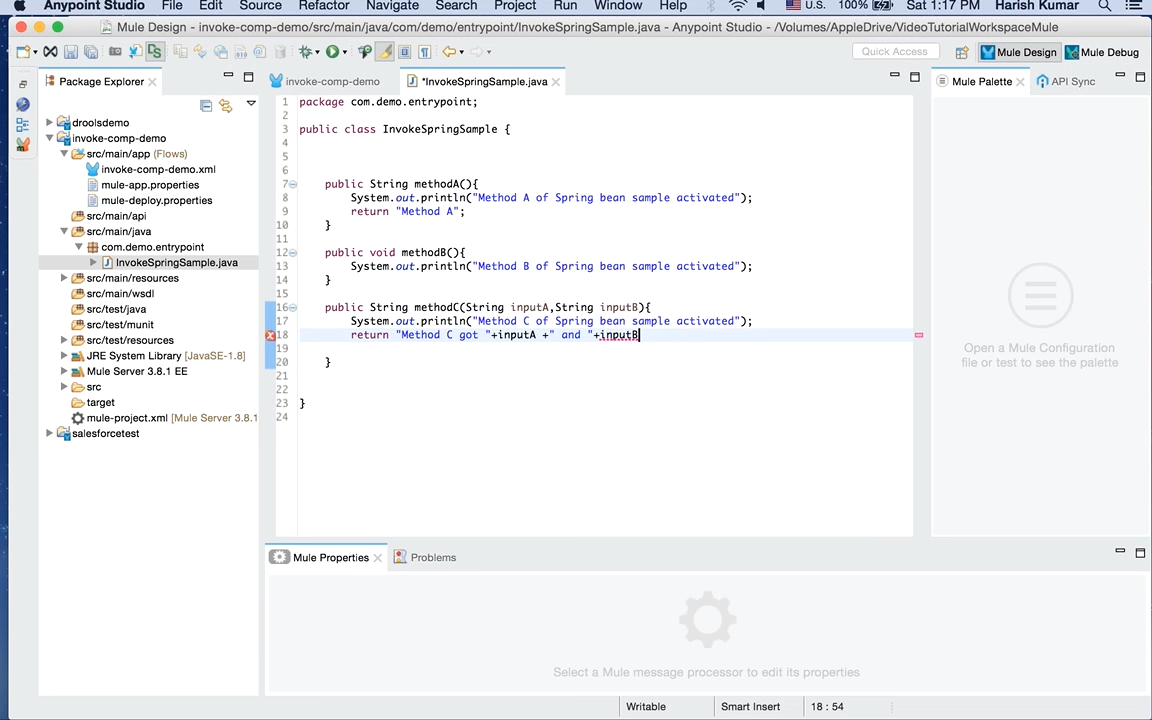 Anypoint Studio File Edit Source Refactor Navigate Search Project Run Window Help U.S. 100% Sat 1:17 PM Harish Kumar
Mule Design - invoke-comp-demo/src/main/java/com/demo/entrypoint/InvokeSpringSample.java - Anypoint Studio - /Volumes/AppleDrive/VideoTutorialWorkspaceMule
Quick Access Mule Design Mule Debug
Package Explorer
droolsdemo
invoke-comp-demo
src/main/app (Flows)
invoke-comp-demo.xml
mule-app.properties
mule-deploy.properties
src/main/api
src/main/java
com.demo.entrypoint
InvokeSpringSample.java
src/main/resources
src/main/wsdl
src/test/java
src/test/munit
src/test/resources
JRE System Library [JavaSE-1.8]
Mule Server 3.8.1 EE
src
target
mule-project.xml [Mule Server 3.8.1
salesforcetest
invoke-comp-demo *InvokeSpringSample.java
1 package com.demo.entrypoint;
2
3 public class InvokeSpringSample {
4
5
6
7 public String methodA(){
8 System.out.println("Method A of Spring bean sample activated");
9 return "Method A";
10 }
11
12 public void methodB(){
13 System.out.println("Method B of Spring bean sample activated");
14 }
15
16 public String methodC(String inputA,String inputB){
17 System.out.println("Method C of Spring bean sample activated");
18 return "Method C got "+inputA +" and "+inputB
19
20 }
21
22
23 }
24
Mule Palette API Sync
Open a Mule Configuration
file or test to see the palette
Mule Properties Problems
Select a Mule message processor to edit its properties
Writable Smart Insert 18 : 54